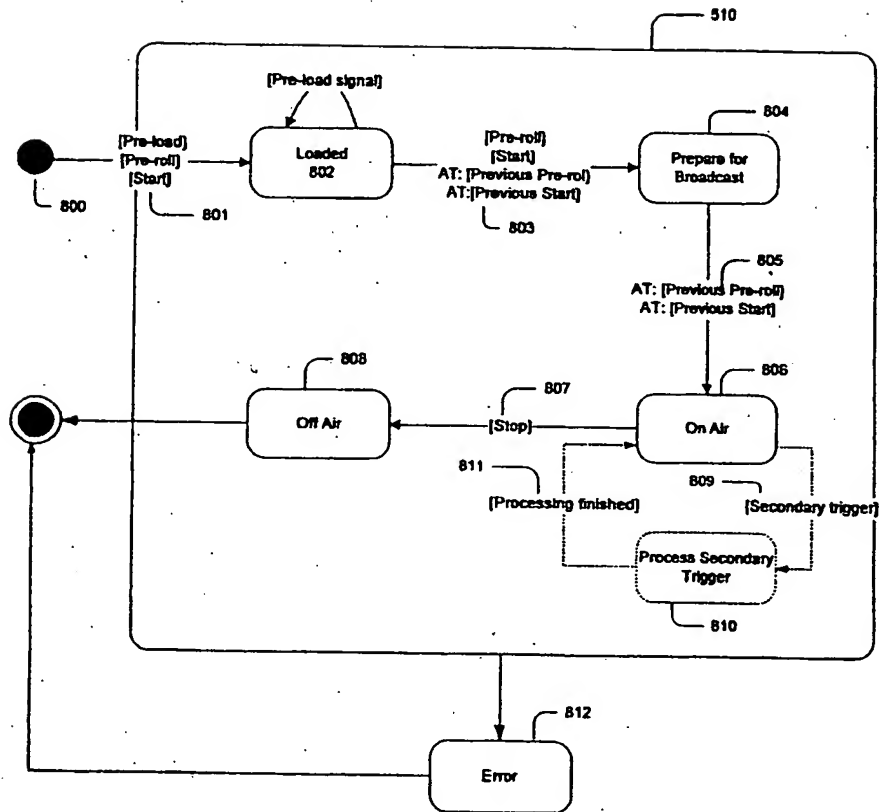 510
[Pre-load signal]
804
[Pre-load]
[Pre-roll]
[Start]
801
800
Loaded
802
[Pre-roll]
[Start]
AT: [Previous Pre-rol]
AT:[Previous Start]
803
Prepare for
Broadcast
805
AT: [Previous Pre-roll]
AT: [Previous Start]
808
807
806
Off Air
[Stop]
On Air
811
[Processing finished]
809
[Secondary trigger]
Process Secondary
Trigger
810
812
Error